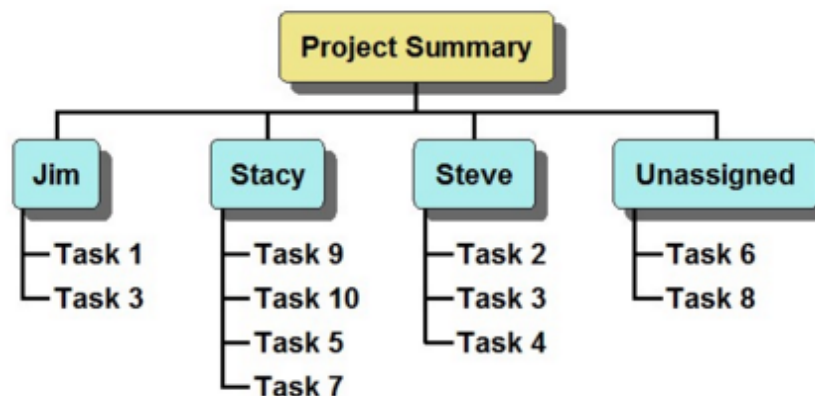 Project Summary
Jim
Task 1
Task 3
Stacy
Task 9
Task 10
Task 5
Task 7
Steve
Task 2
Task 3
Task 4
Unassigned
Task 6
Task 8